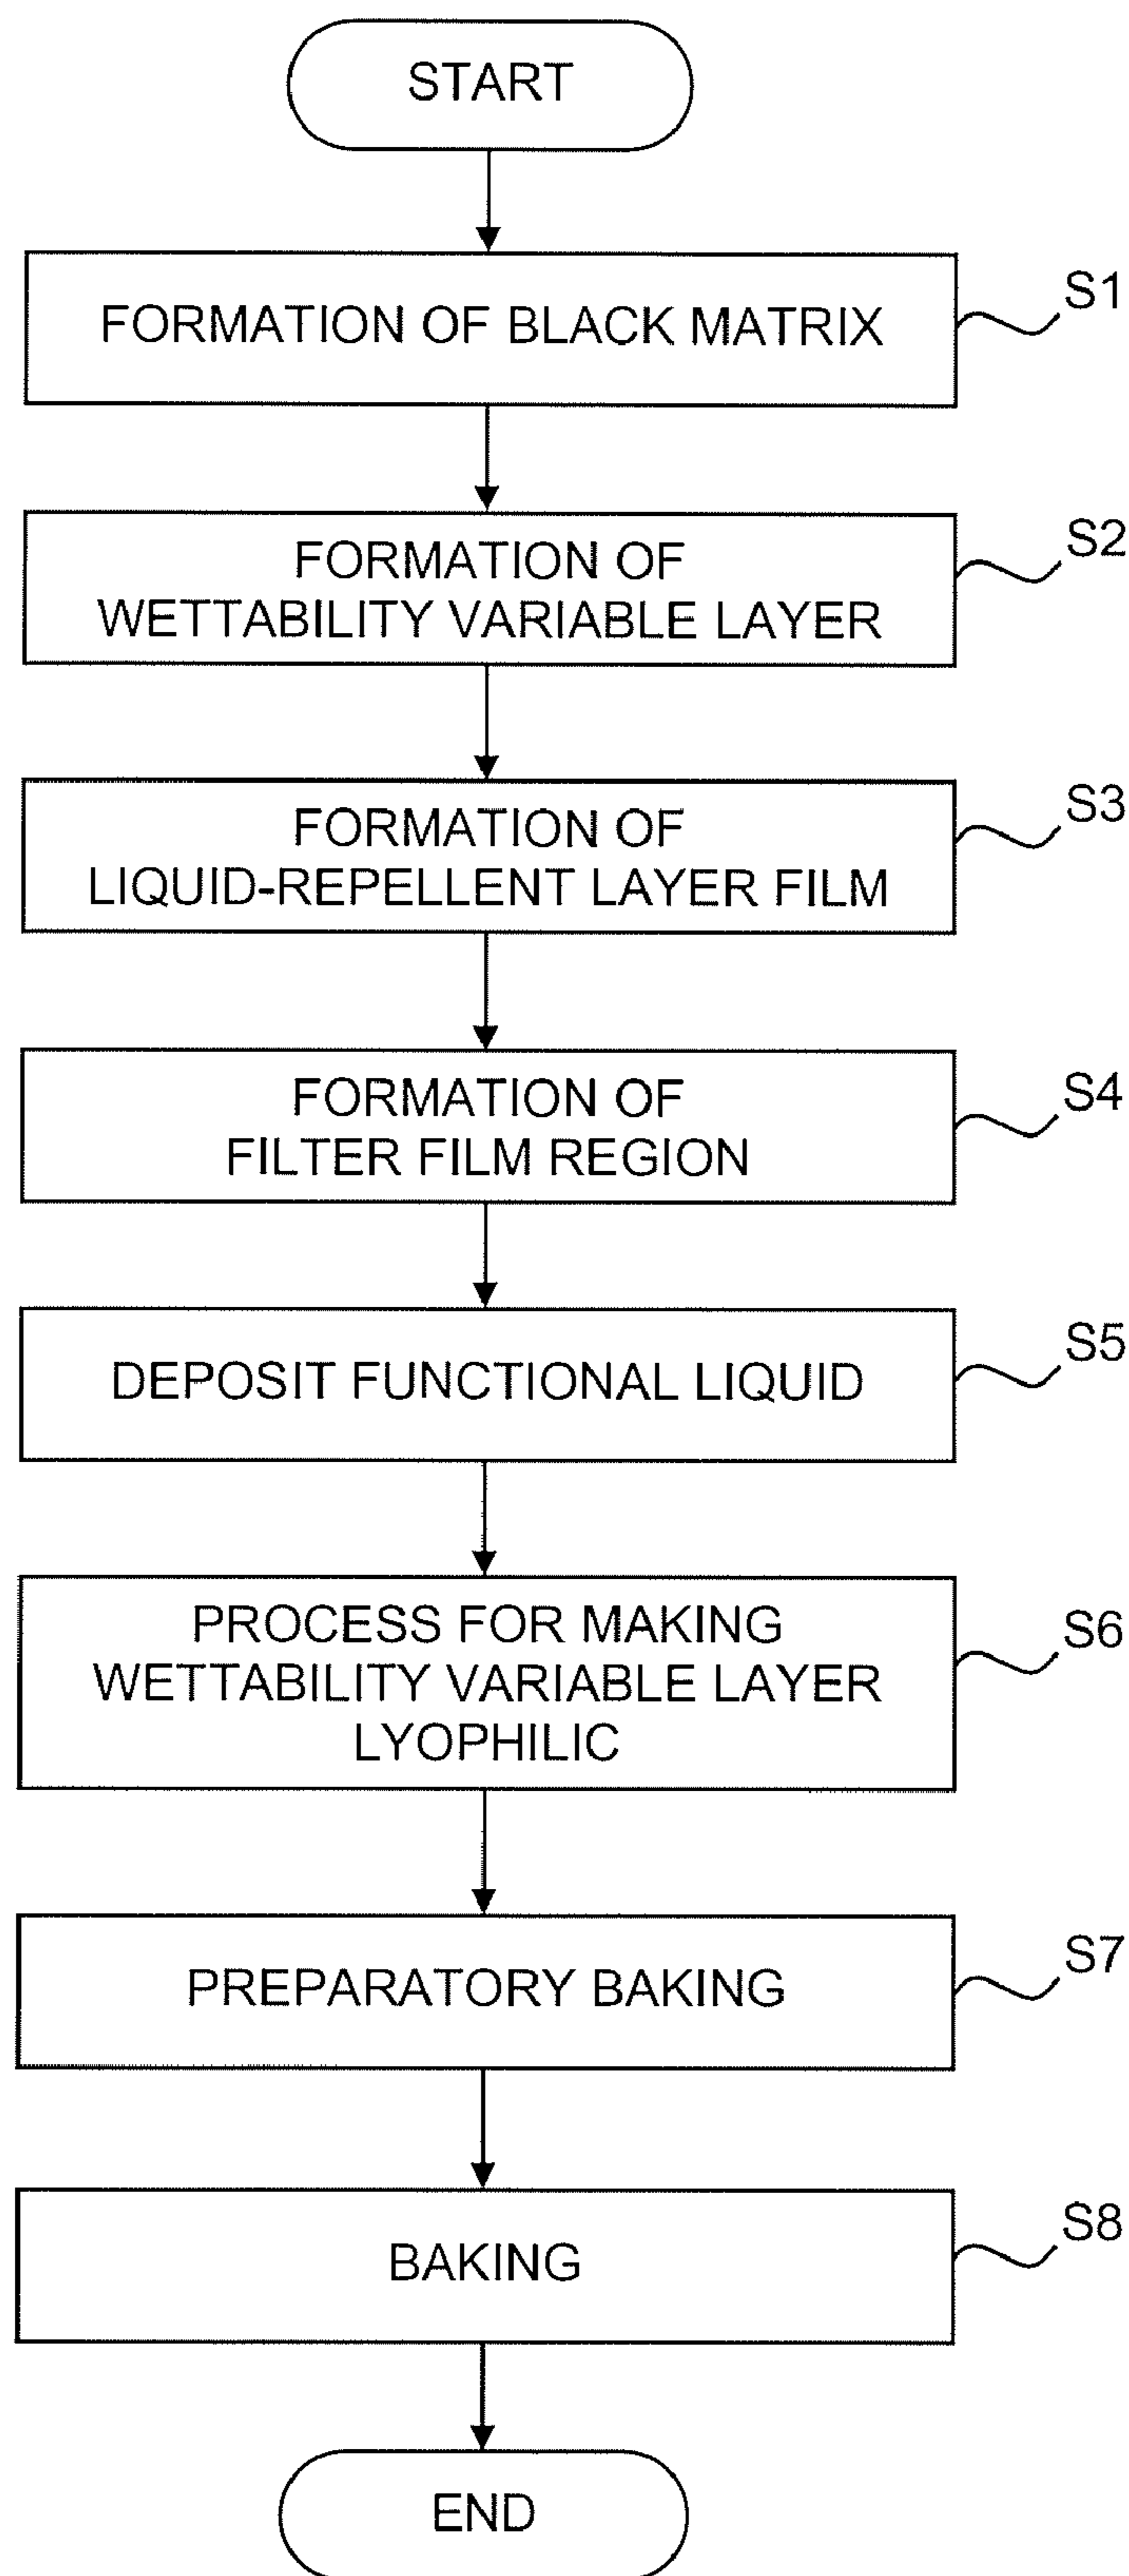 START
FORMATION OF BLACK MATRIX
S1
FORMATION OF
WETTABILITY VARIABLE LAYER
S2
FORMATION OF
LIQUID-REPELLENT LAYER FILM
S3
FORMATION OF
FILTER FILM REGION
S4
DEPOSIT FUNCTIONAL LIQUID
S5
PROCESS FOR MAKING
WETTABILITY VARIABLE LAYER
LYOPHILIC
S6
PREPARATORY BAKING
S7
BAKING
S8
END